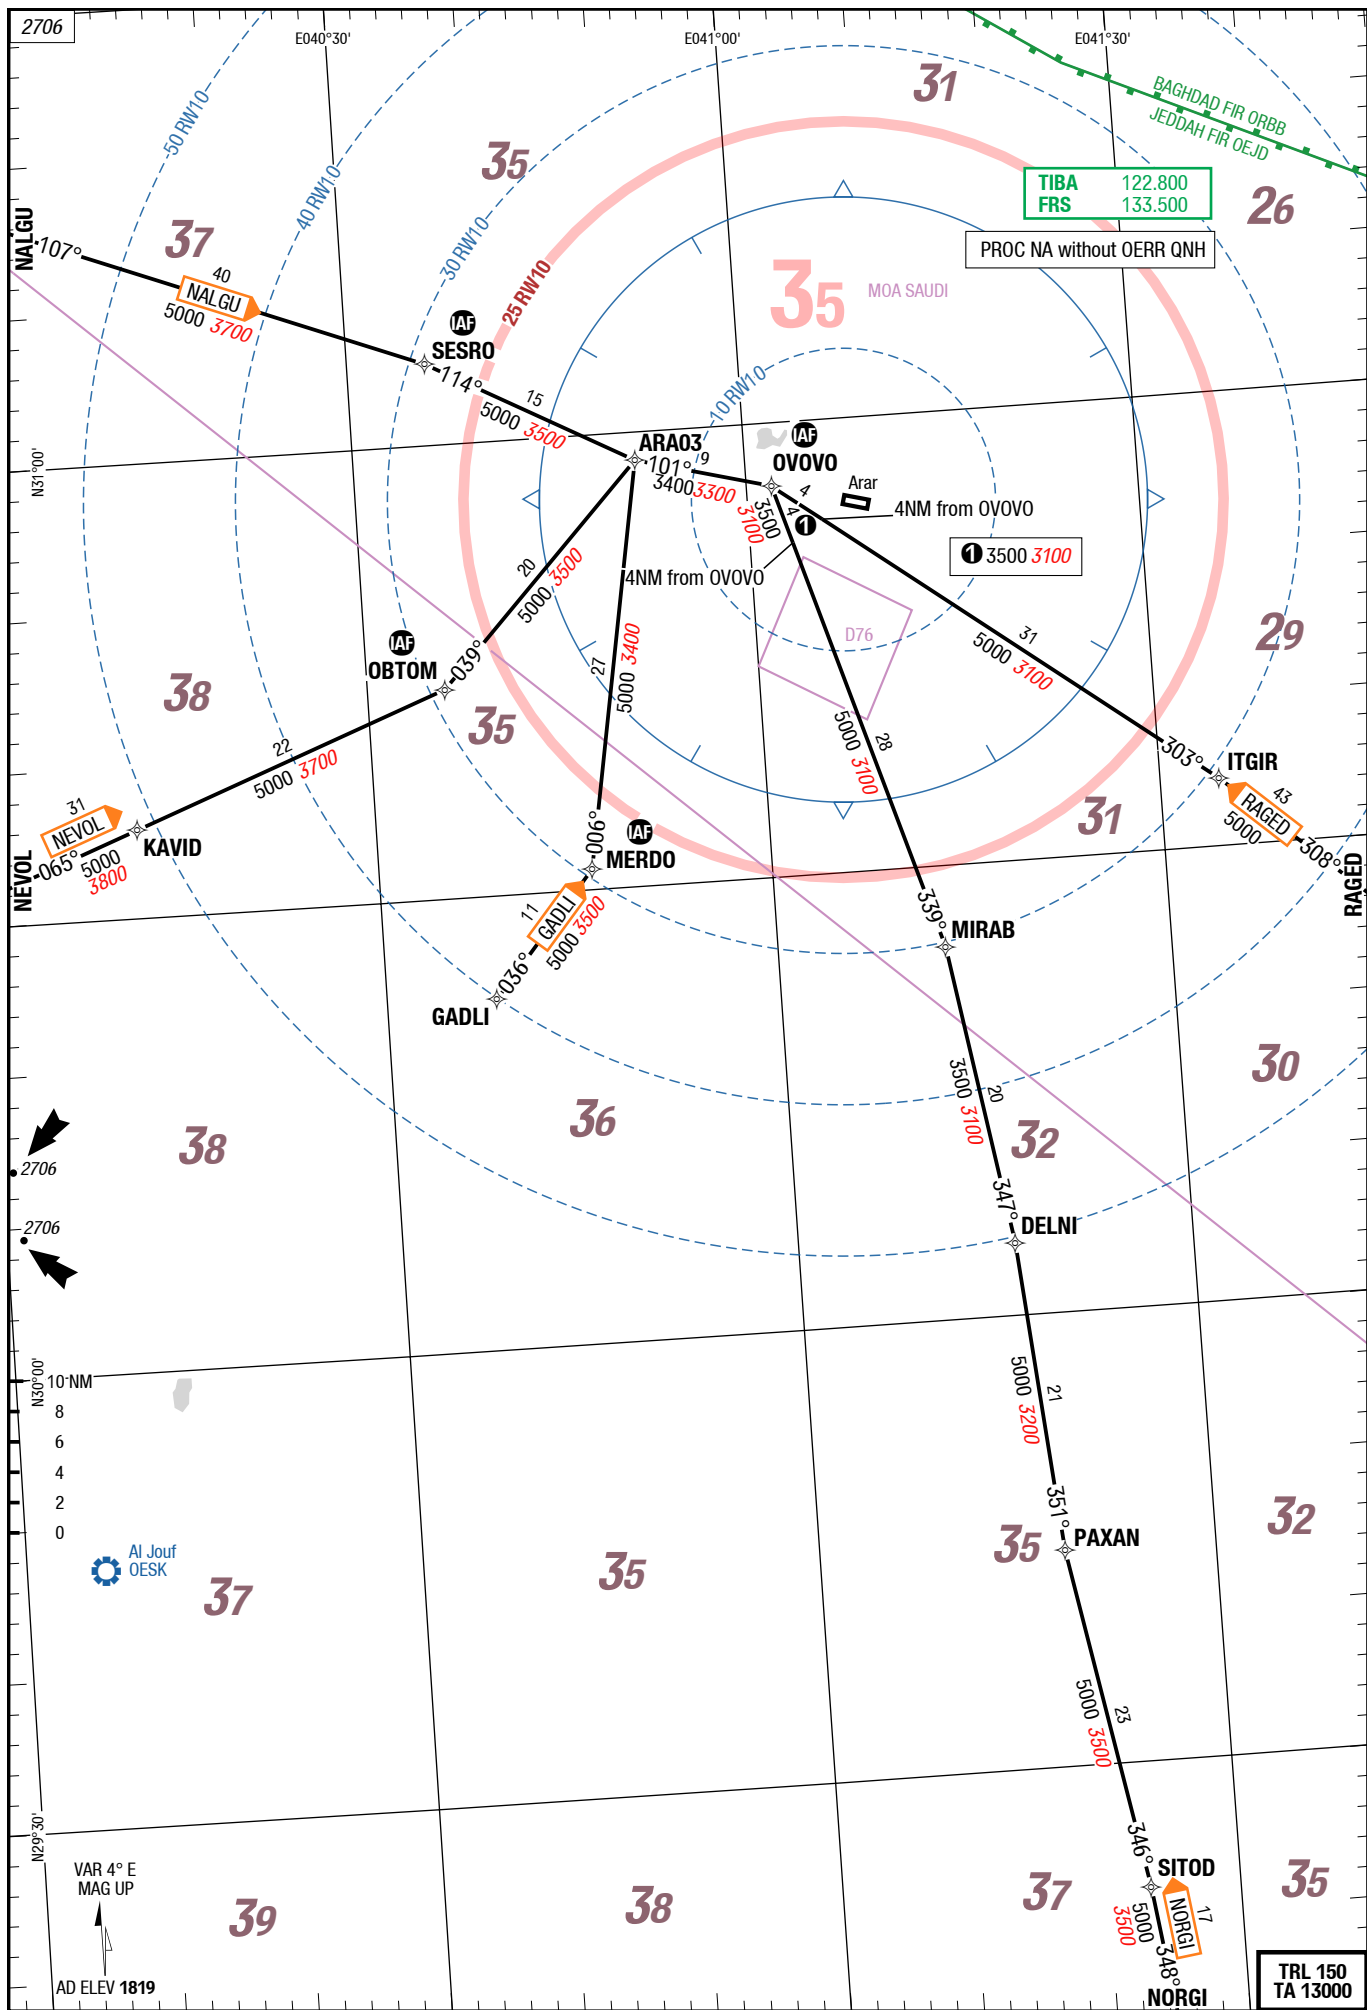 2706
E040°30'
E041°00'
E041°30'
31
BAGHDAD FIR ORBB
JEDDAH FIR OEJD
50 RW10
40 RW10
30 RW10
25 RW10
10 RW10
35
TIBA 122.800
FRS 133.500
26
PROC NA without OERR QNH
NALGU
107°
37
40
NALGU
5000 3700
35
MOA SAUDI
IAF
SESRO
114°
15
5000 3500
ARA03
101°
9
3400 3300
IAF
OVOVO
Arar
4
4
1
3500
3100
4NM from OVOVO
4NM from OVOVO
1 3500 3100
N31°00'
20
5000 3500
27
5000 3400
D76
31
5000 3100
29
IAF
OBTOM
039°
38
35
22
5000 3700
28
5000 3100
303°
ITGIR
43
RAGED
5000
308°
RAGED
31
NEVOL
KAVID
NEVOL
065°
5000
3800
006°
IAF
MERDO
31
11
GADLI
5000 3500
036°
GADLI
339°
MIRAB
30
3500 3100
20
36
32
38
2706
2706
347°
DELNI
N30°00'
10 NM
8
6
4
2
0
5000 3200
21
351°
PAXAN
32
35
35
Al Jouf
OESK
37
5000 3500
23
N29°30'
346°
SITOD
17
NORGI
5000
3500
348°
NORGI
VAR 4° E
MAG UP
39
38
37
35
AD ELEV 1819
TRL 150
TA 13000